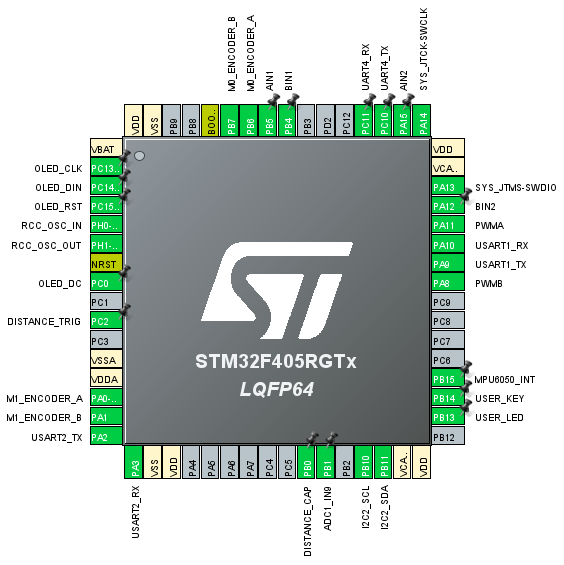 M0_ENCODER_B
M0_ENCODER_A
AIN1
BIN1
UART4_RX
UART4_TX
AIN2
SYS_JTCK-SWCLK
VDD
VSS
PB9
PB8
BOO..
PB7
PB6
PB5
PB4
PB3
PD2
PC12
PC11
PC10
PA15
PA14
VBAT
OLED_CLK PC13..
OLED_DIN PC14..
OLED_RST PC15..
RCC_OSC_IN PH0-..
RCC_OSC_OUT PH1-..
NRST
OLED_DC PC0
PC1
DISTANCE_TRIG PC2
PC3
VSSA
VDDA
M1_ENCODER_A PA0-..
M1_ENCODER_B PA1
USART2_TX PA2
ST
STM32F405RGTx
LQFP64
VDD
VCA..
PA13 SYS_JTMS-SWDIO
PA12 BIN2
PA11 PWMA
PA10 USART1_RX
PA9 USART1_TX
PA8 PWMB
PC9
PC8
PC7
PC6
PB15 MPU6050_INT
PB14 USER_KEY
PB13 USER_LED
PB12
PA3
VSS
VDD
PA4
PA5
PA6
PA7
PC4
PC5
PB0
PB1
PB2
PB10
PB11
VCA..
VDD
USART2_RX
DISTANCE_CAP
ADC1_IN9
I2C2_SCL
I2C2_SDA